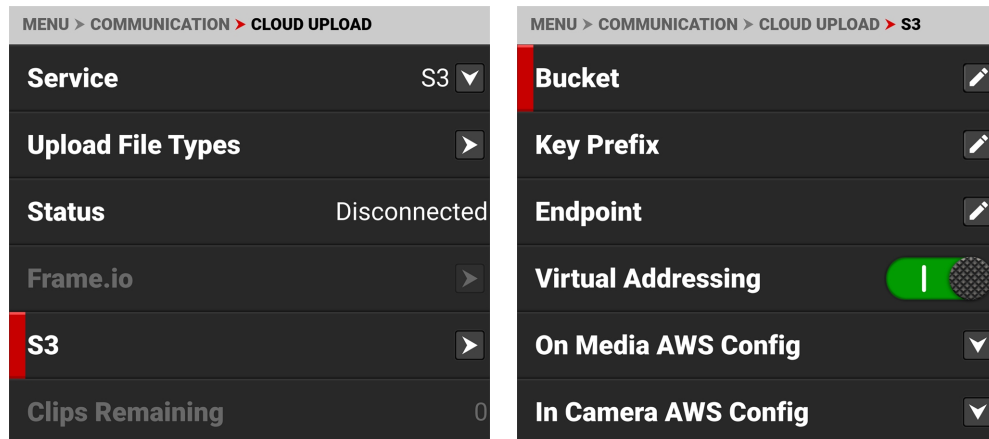 MENU > COMMUNICATION > CLOUD UPLOAD
Service S3
Upload File Types
Status Disconnected
Frame.io
S3
Clips Remaining 0
MENU > COMMUNICATION > CLOUD UPLOAD > S3
Bucket
Key Prefix
Endpoint
Virtual Addressing
On Media AWS Config
In Camera AWS Config